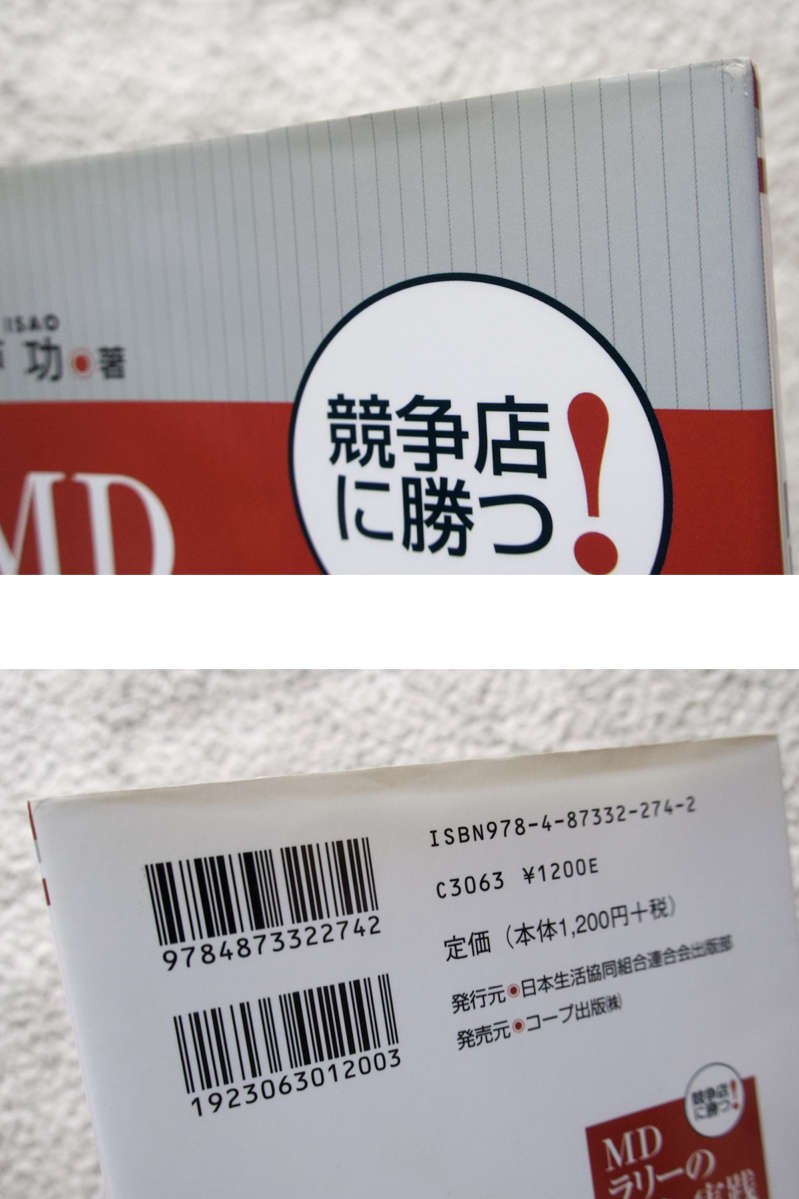 ISAO
功●著
競争店
に勝つ!
MD
ISBN978-4-87332-274-2
C3063 ¥1200E
定価（本体1,200円+税）
9784873322742
発行元●日本生活協同組合連合会出版部
発売元●コープ出版㈱
1923063012003
競争店
に勝つ!
MD
ラリーの
実践